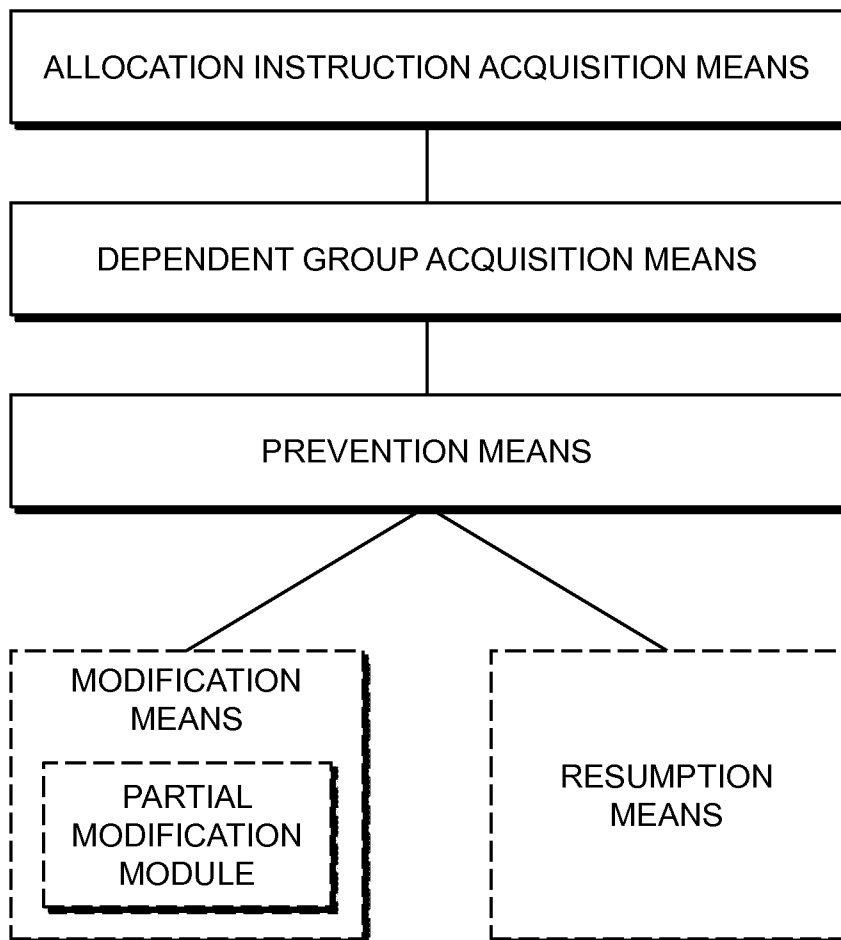 ALLOCATION INSTRUCTION ACQUISITION MEANS
DEPENDENT GROUP ACQUISITION MEANS
PREVENTION MEANS
MODIFICATION
MEANS
PARTIAL
MODIFICATION
MODULE
RESUMPTION
MEANS